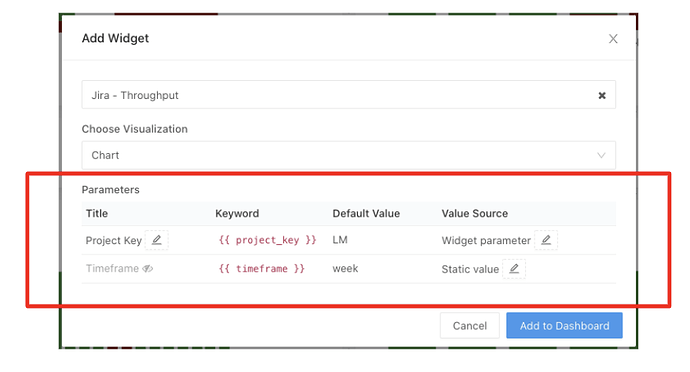 Add Widget
Jira - Throughput
Choose Visualization
Chart
Parameters
Title Keyword Default Value Value Source
Project Key {{ project_key }} LM Widget parameter
Timeframe {{ timeframe }} week Static value
Cancel Add to Dashboard